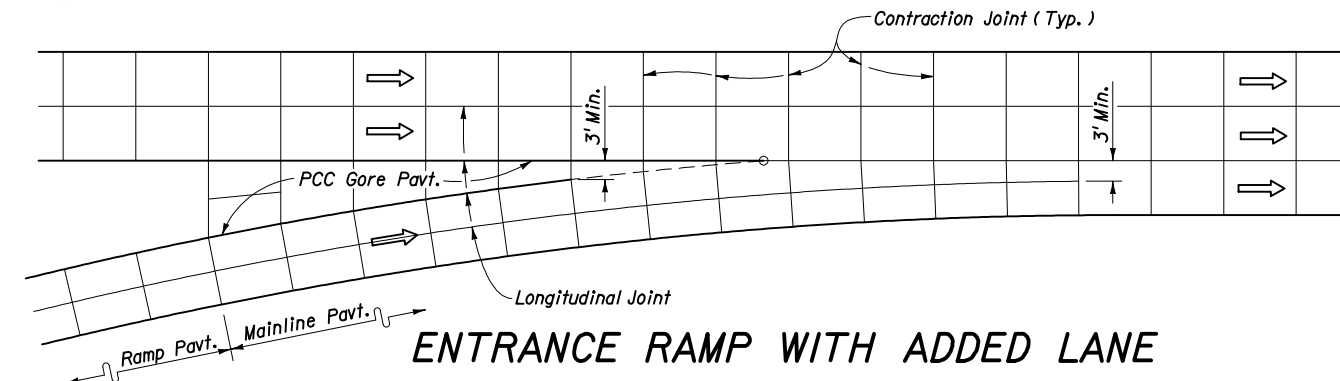 Contraction Joint ( Typ. )
3' Min.
3' Min.
PCC Gore Pavt.
Longitudinal Joint
Ramp Pavt.
Mainline Pavt.
ENTRANCE RAMP WITH ADDED LANE